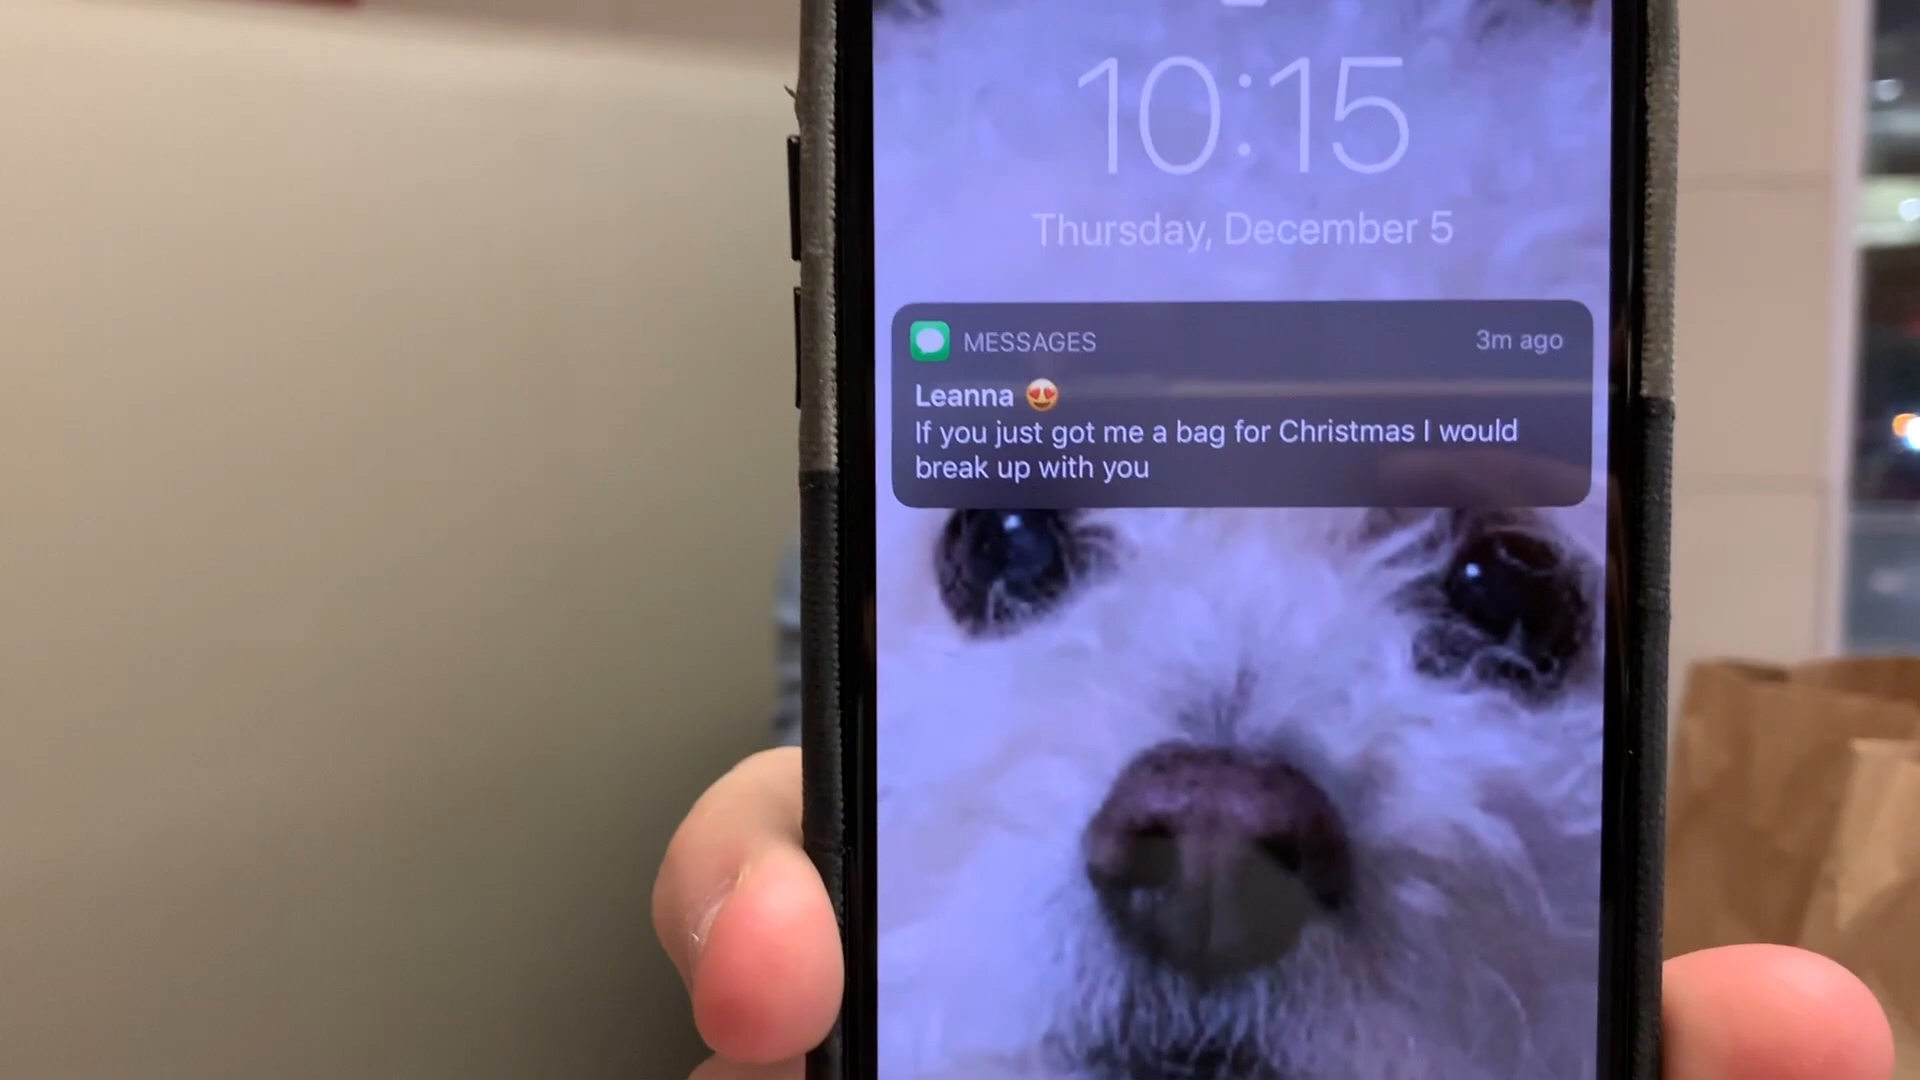 10:15
Thursday, December 5
MESSAGES 3m ago
Leanna 😍
If you just got me a bag for Christmas I would
break up with you